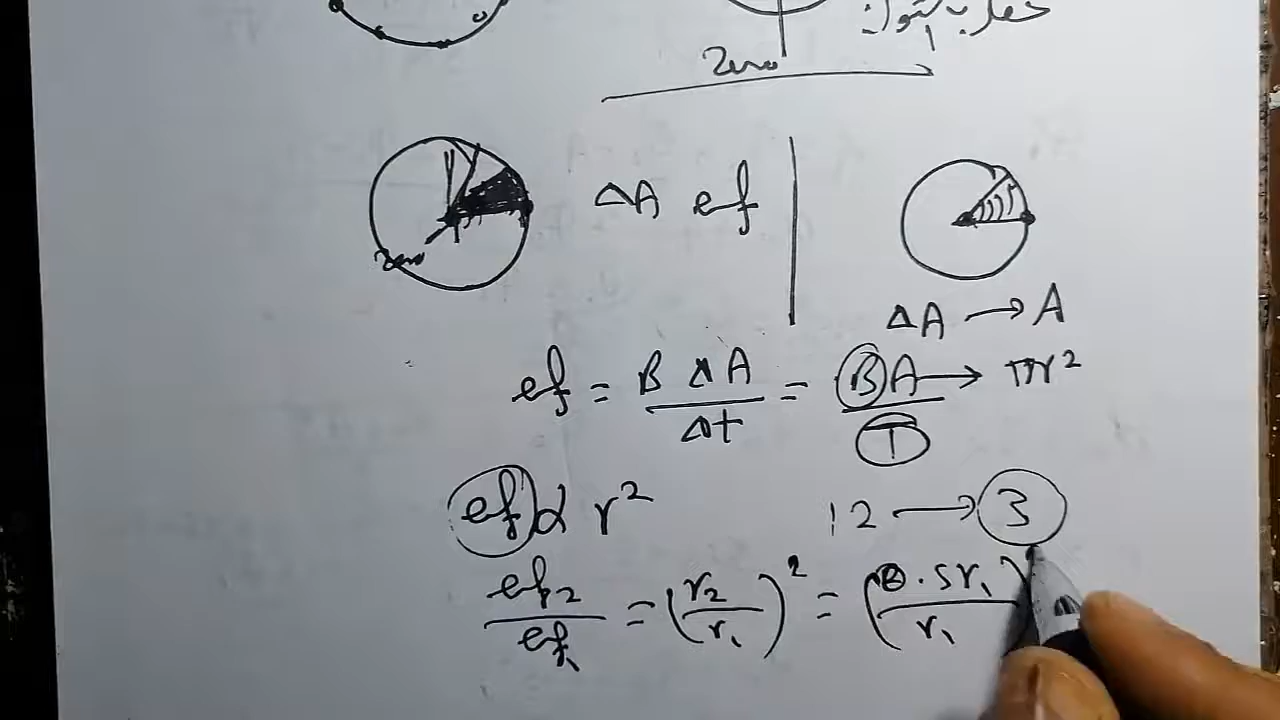 Zero
Zero
ΔA ef
ΔA → A
ef = B ΔA / Δt = B A / T → πr²
ef α r²
12 → 3
ef₂ / ef₁ = (r₂ / r₁)² = (0.5r₁ / r₁)